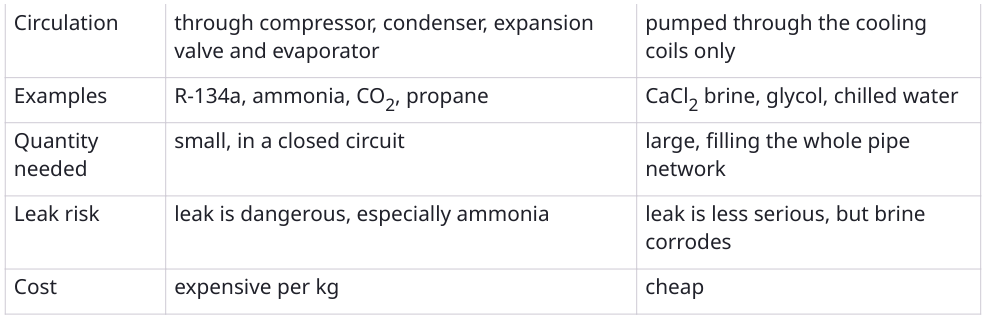 Circulation
through compressor, condenser, expansion
valve and evaporator
pumped through the cooling
coils only
Examples
R-134a, ammonia, CO₂, propane
CaCl₂ brine, glycol, chilled water
Quantity
needed
small, in a closed circuit
large, filling the whole pipe
network
Leak risk
leak is dangerous, especially ammonia
leak is less serious, but brine
corrodes
Cost
expensive per kg
cheap